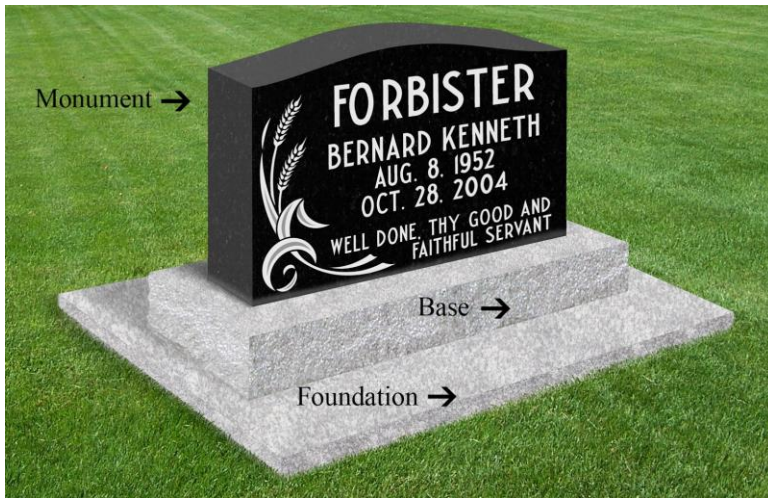 Monument →
FORBISTER
BERNARD KENNETH
AUG. 8. 1952
OCT. 28. 2004
WELL DONE, THY GOOD AND
FAITHFUL SERVANT
Base →
Foundation →